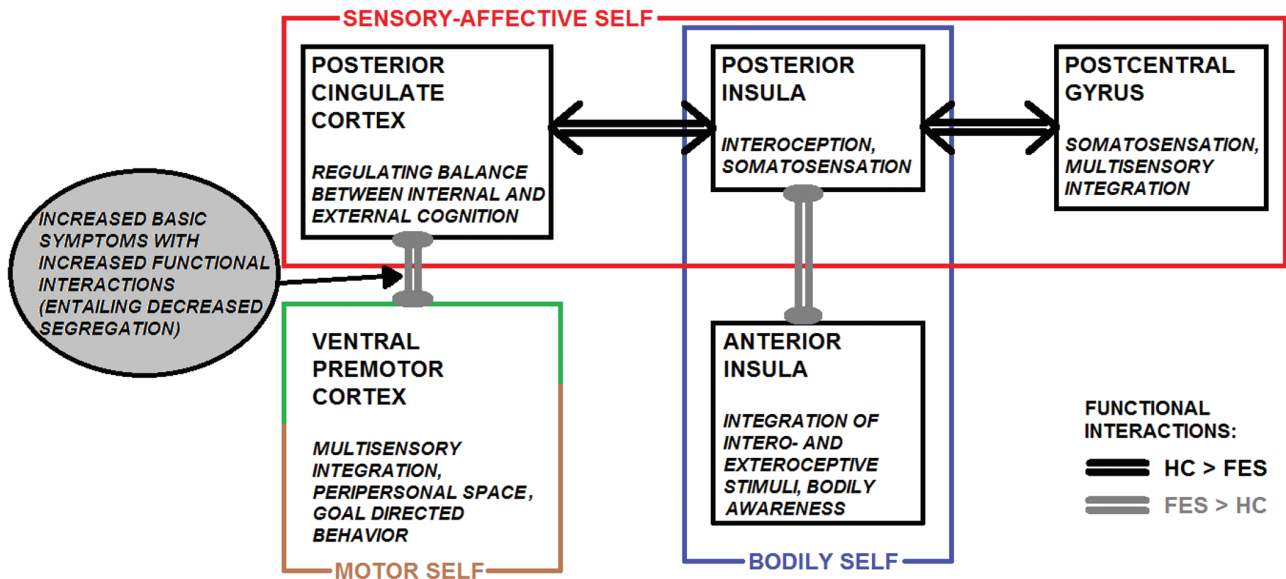 SENSORY-AFFECTIVE SELF
POSTERIOR
CINGULATE
CORTEX
REGULATING BALANCE
BETWEEN INTERNAL AND
EXTERNAL COGNITION
POSTERIOR
INSULA
INTEROCEPTION,
SOMATOSENSATION
POSTCENTRAL
GYRUS
SOMATOSENSATION,
MULTISENSORY
INTEGRATION
INCREASED BASIC
SYMPTOMS WITH
INCREASED FUNCTIONAL
INTERACTIONS
(ENTAILING DECREASED
SEGREGATION)
VENTRAL
PREMOTOR
CORTEX
MULTISENSORY
INTEGRATION,
PERIPERSONAL SPACE,
GOAL DIRECTED
BEHAVIOR
MOTOR SELF
ANTERIOR
INSULA
INTEGRATION OF
INTERO- AND
EXTEROCEPTIVE
STIMULI, BODILY
AWARENESS
BODILY SELF
FUNCTIONAL
INTERACTIONS:
HC > FES
FES > HC